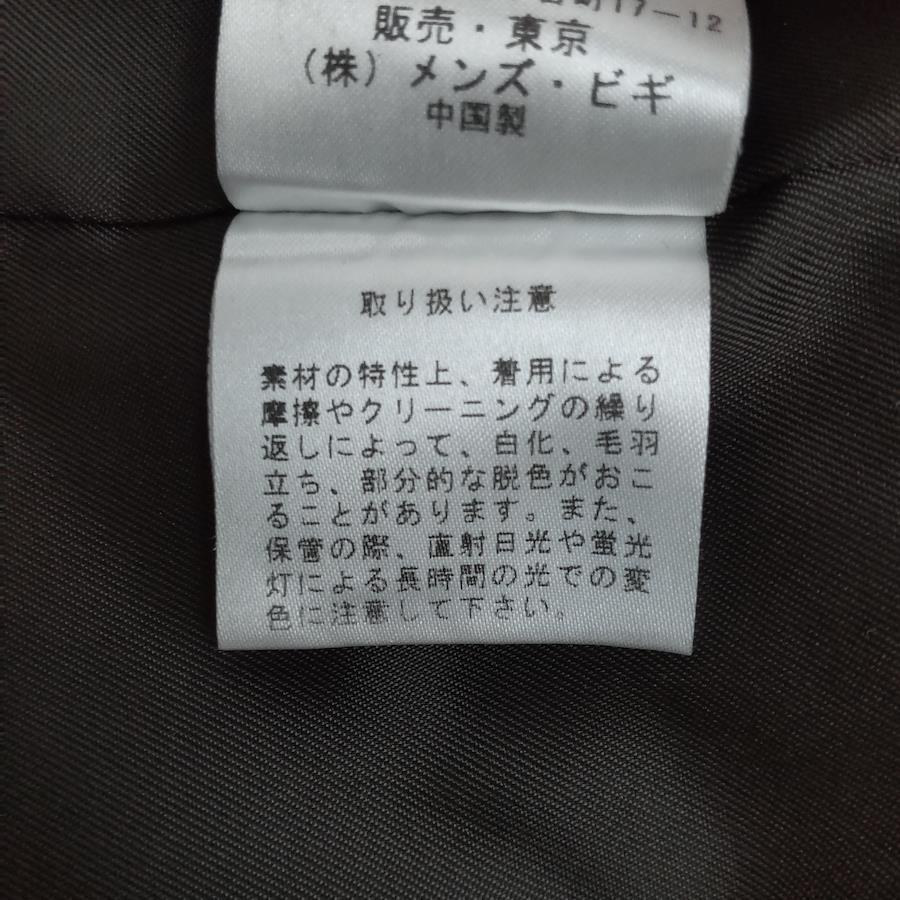 町17-12
販売・東京
（株）メンズ・ビギ
中国製
取り扱い注意
素材の特性上、着用による
摩擦やクリーニングの繰り
返しによって、白化、毛羽
立ち、部分的な脱色がおこ
ることがあります。また、
保管の際、直射日光や蛍光
灯による長時間の光での変
色に注意して下さい。